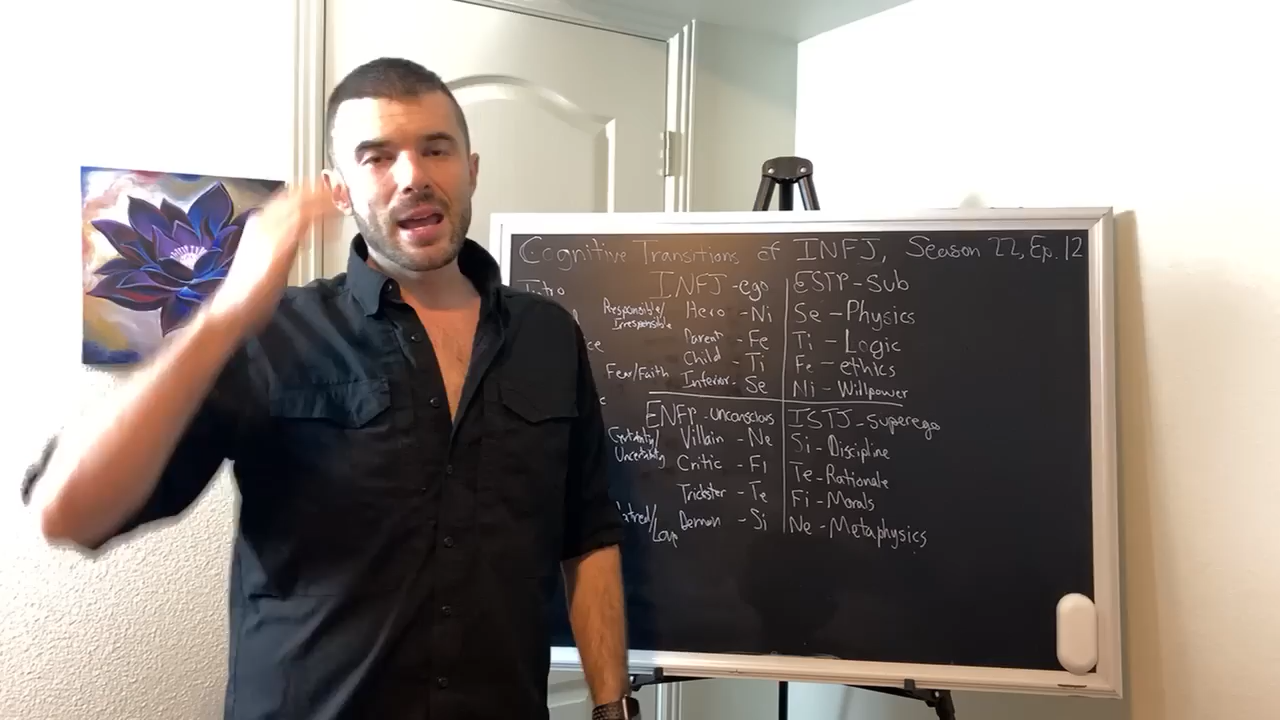 Cognitive Transitions of INFJ, Season 22, Ep. 12
Intro
INFJ - ego
Responsible/
Irresponsible
Hero - Ni
Parent - Fe
Child - Ti
Fear/Faith Inferior - Se
ESTP - Sub
Se - Physics
Ti - Logic
Fe - ethics
Ni - Willpower
ENFP - Unconscious
Certainty/
Uncertainty
Villain - Ne
Critic - Fi
Trickster - Te
Demon - Si
ISTJ - Superego
Si - Discipline
Te - Rationale
Fi - Morals
Ne - Metaphysics